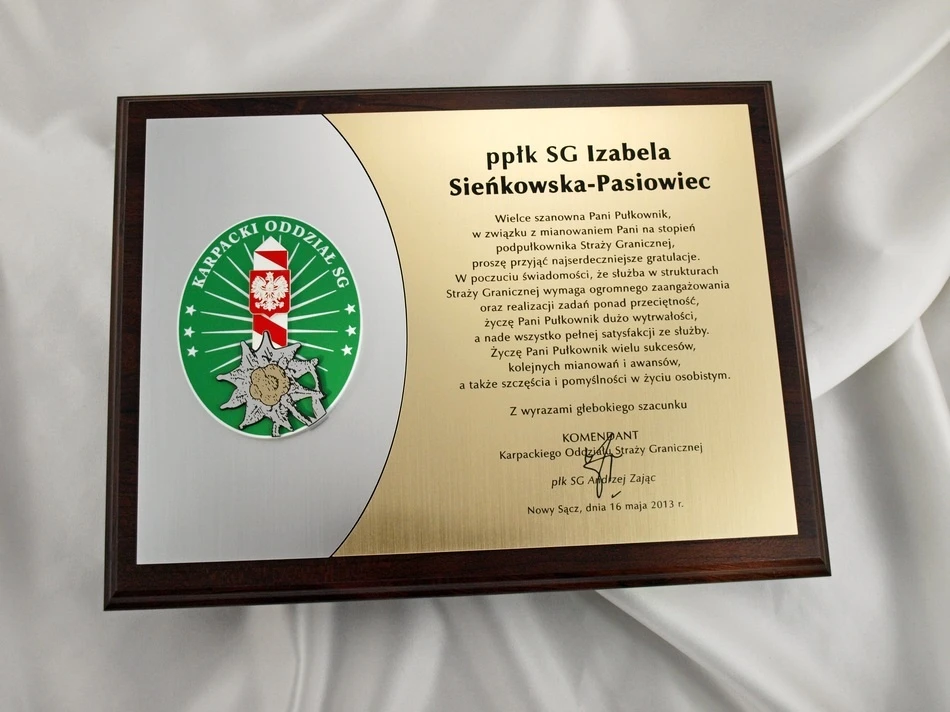 KARPACKI ODDZIAŁ SG
ppłk SG Izabela
Sieńkowska-Pasiowiec
Wielce szanowna Pani Pułkownik,
w związku z mianowaniem Pani na stopień
podpułkownika Straży Granicznej,
proszę przyjąć najserdeczniejsze gratulacje.
W poczuciu świadomości, że służba w strukturach
Straży Granicznej wymaga ogromnego zaangażowania
oraz realizacji zadań ponad przeciętność,
życzę Pani Pułkownik dużo wytrwałości,
a nade wszystko pełnej satysfakcji ze służby.
Życzę Pani Pułkownik wielu sukcesów,
kolejnych mianowań i awansów,
a także szczęścia i pomyślności w życiu osobistym.
Z wyrazami głebokiego szacunku
KOMENDANT
Karpackiego Oddziału Straży Granicznej
płk SG Andrzej Zając
Nowy Sącz, dnia 16 maja 2013 r.